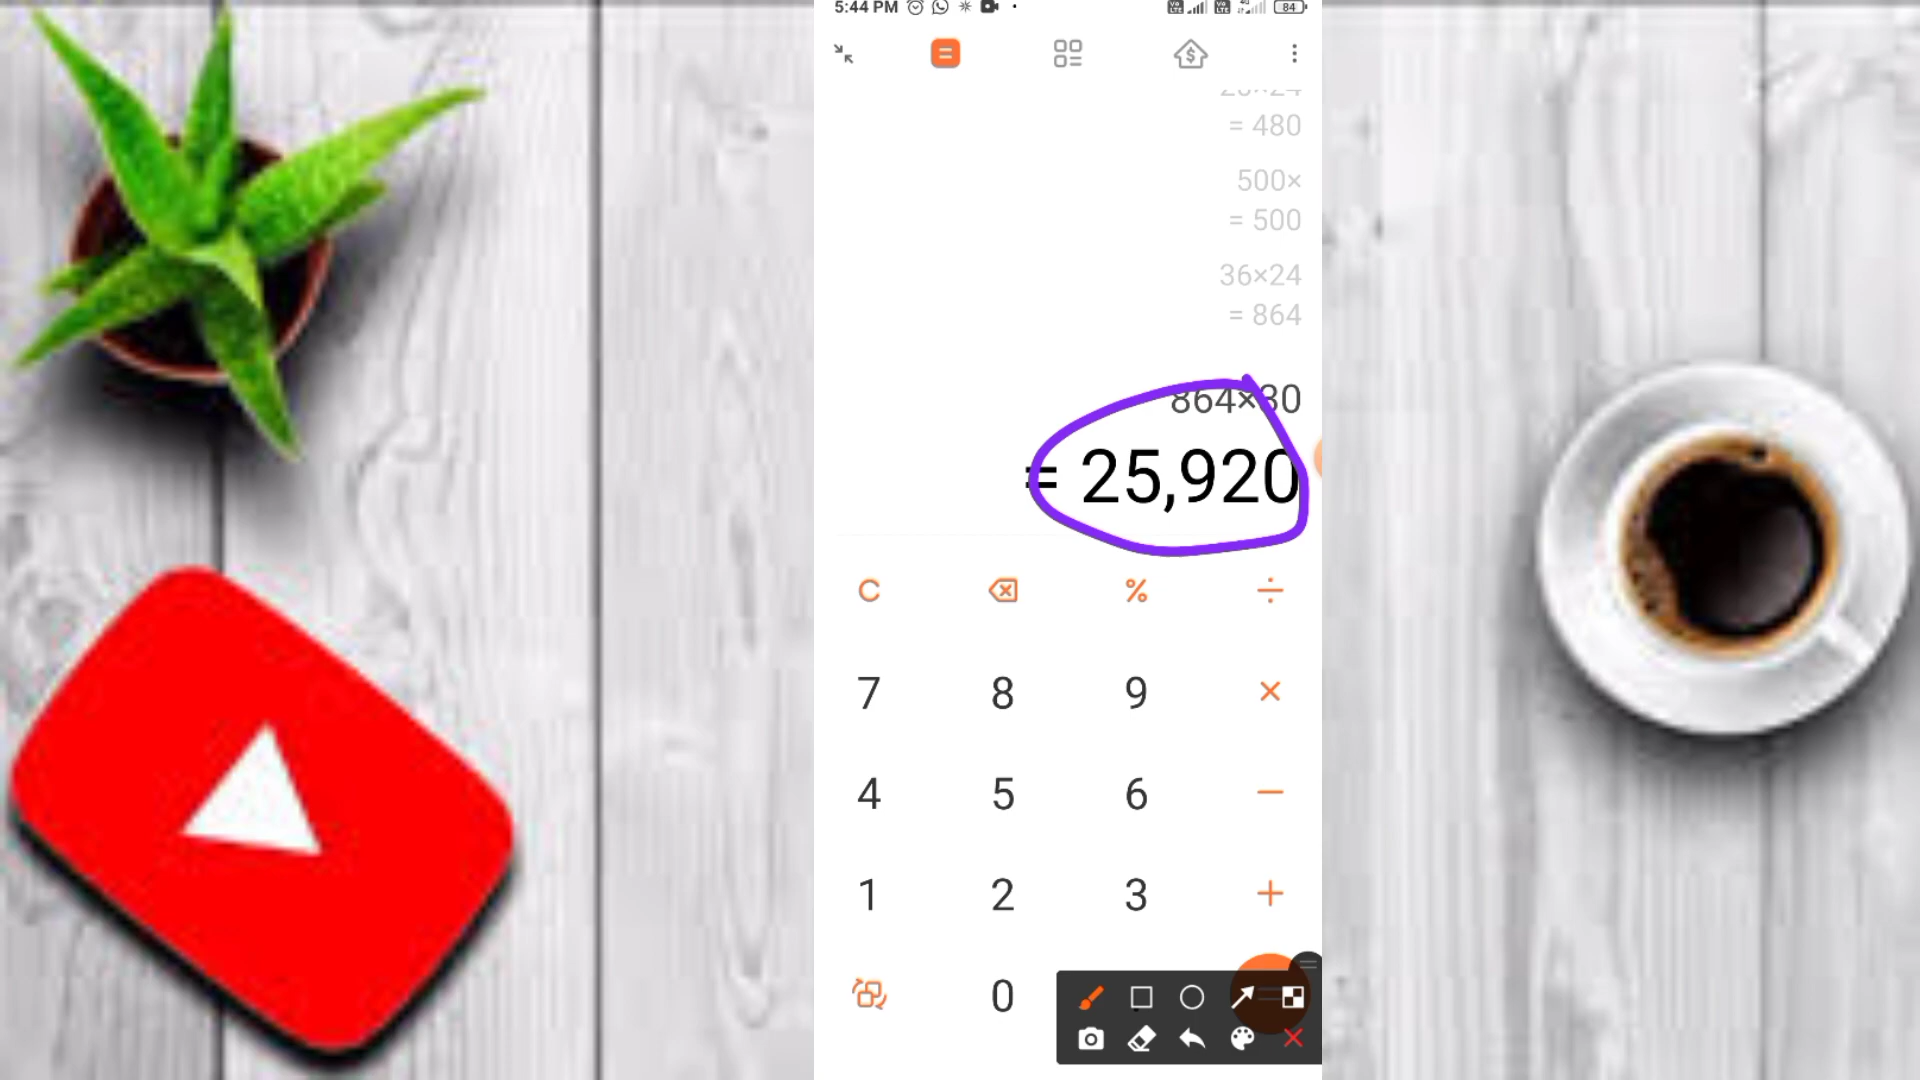 5:44 PM
84
= 480
500×
= 500
36×24
= 864
864×30
= 25,920
C % ÷
7 8 9 ×
4 5 6 −
1 2 3 +
0